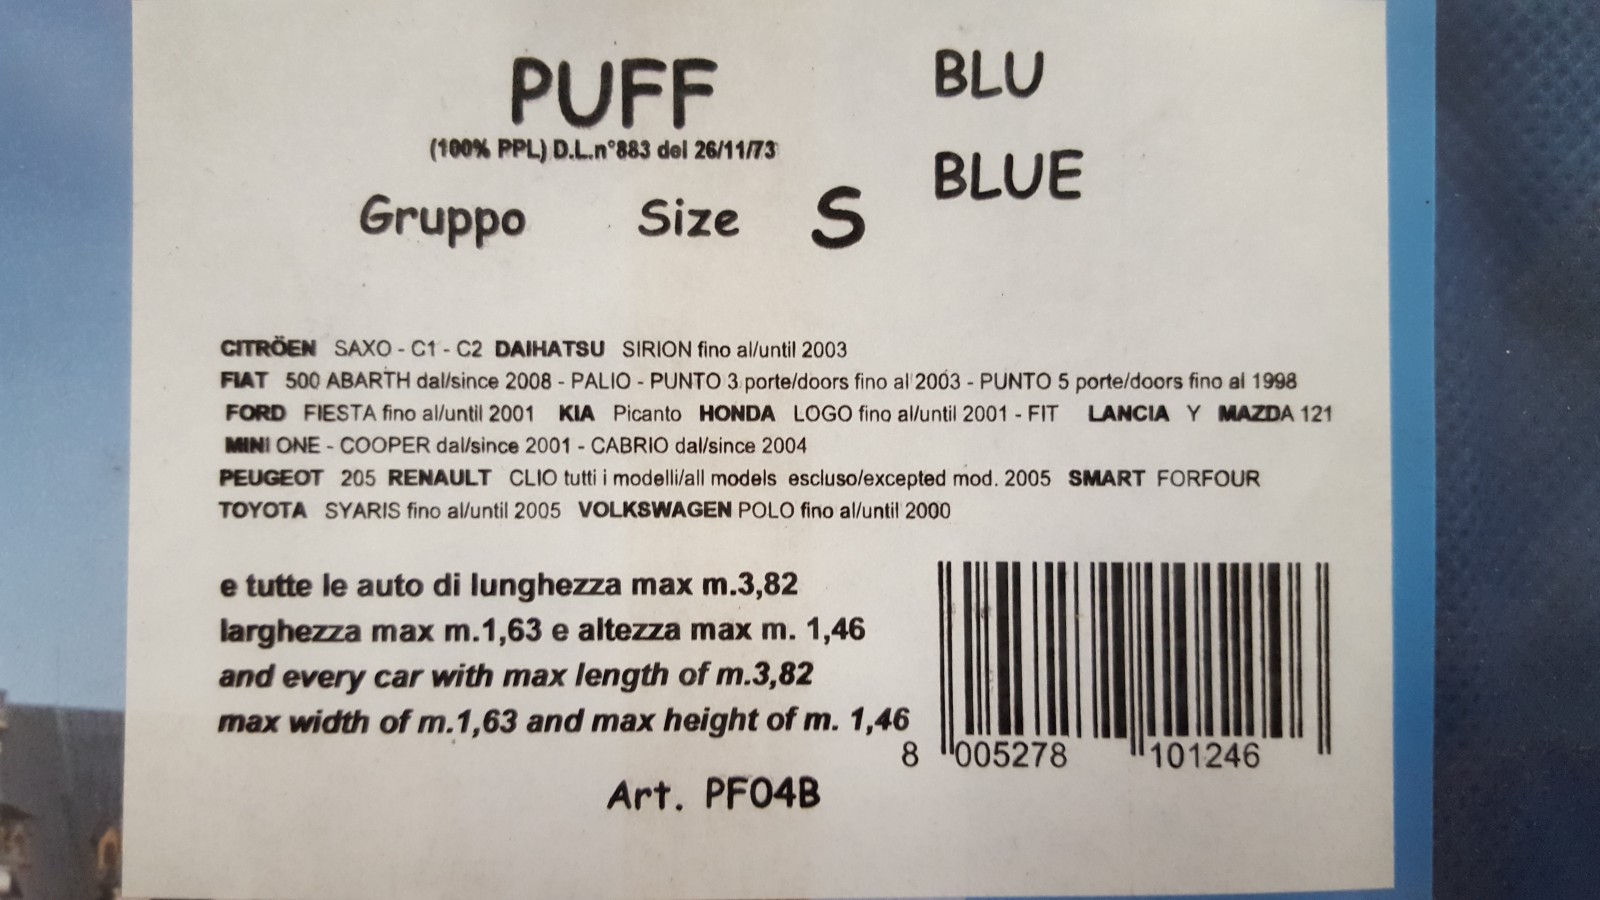 PUFF
BLU
(100% PPL) D.L.n°883 del 26/11/73
BLUE
Gruppo Size S
CITRÖEN SAXO - C1 - C2 DAIHATSU SIRION fino al/until 2003
FIAT 500 ABARTH dal/since 2008 - PALIO - PUNTO 3 porte/doors fino al 2003 - PUNTO 5 porte/doors fino al 1998
FORD FIESTA fino al/until 2001 KIA Picanto HONDA LOGO fino al/until 2001 - FIT LANCIA Y MAZDA 121
MINI ONE - COOPER dal/since 2001 - CABRIO dal/since 2004
PEUGEOT 205 RENAULT CLIO tutti i modelli/all models escluso/excepted mod. 2005 SMART FORFOUR
TOYOTA SYARIS fino al/until 2005 VOLKSWAGEN POLO fino al/until 2000
e tutte le auto di lunghezza max m.3,82
larghezza max m.1,63 e altezza max m. 1,46
and every car with max length of m.3,82
max width of m.1,63 and max height of m. 1,46
8 005278 101246
Art. PF04B